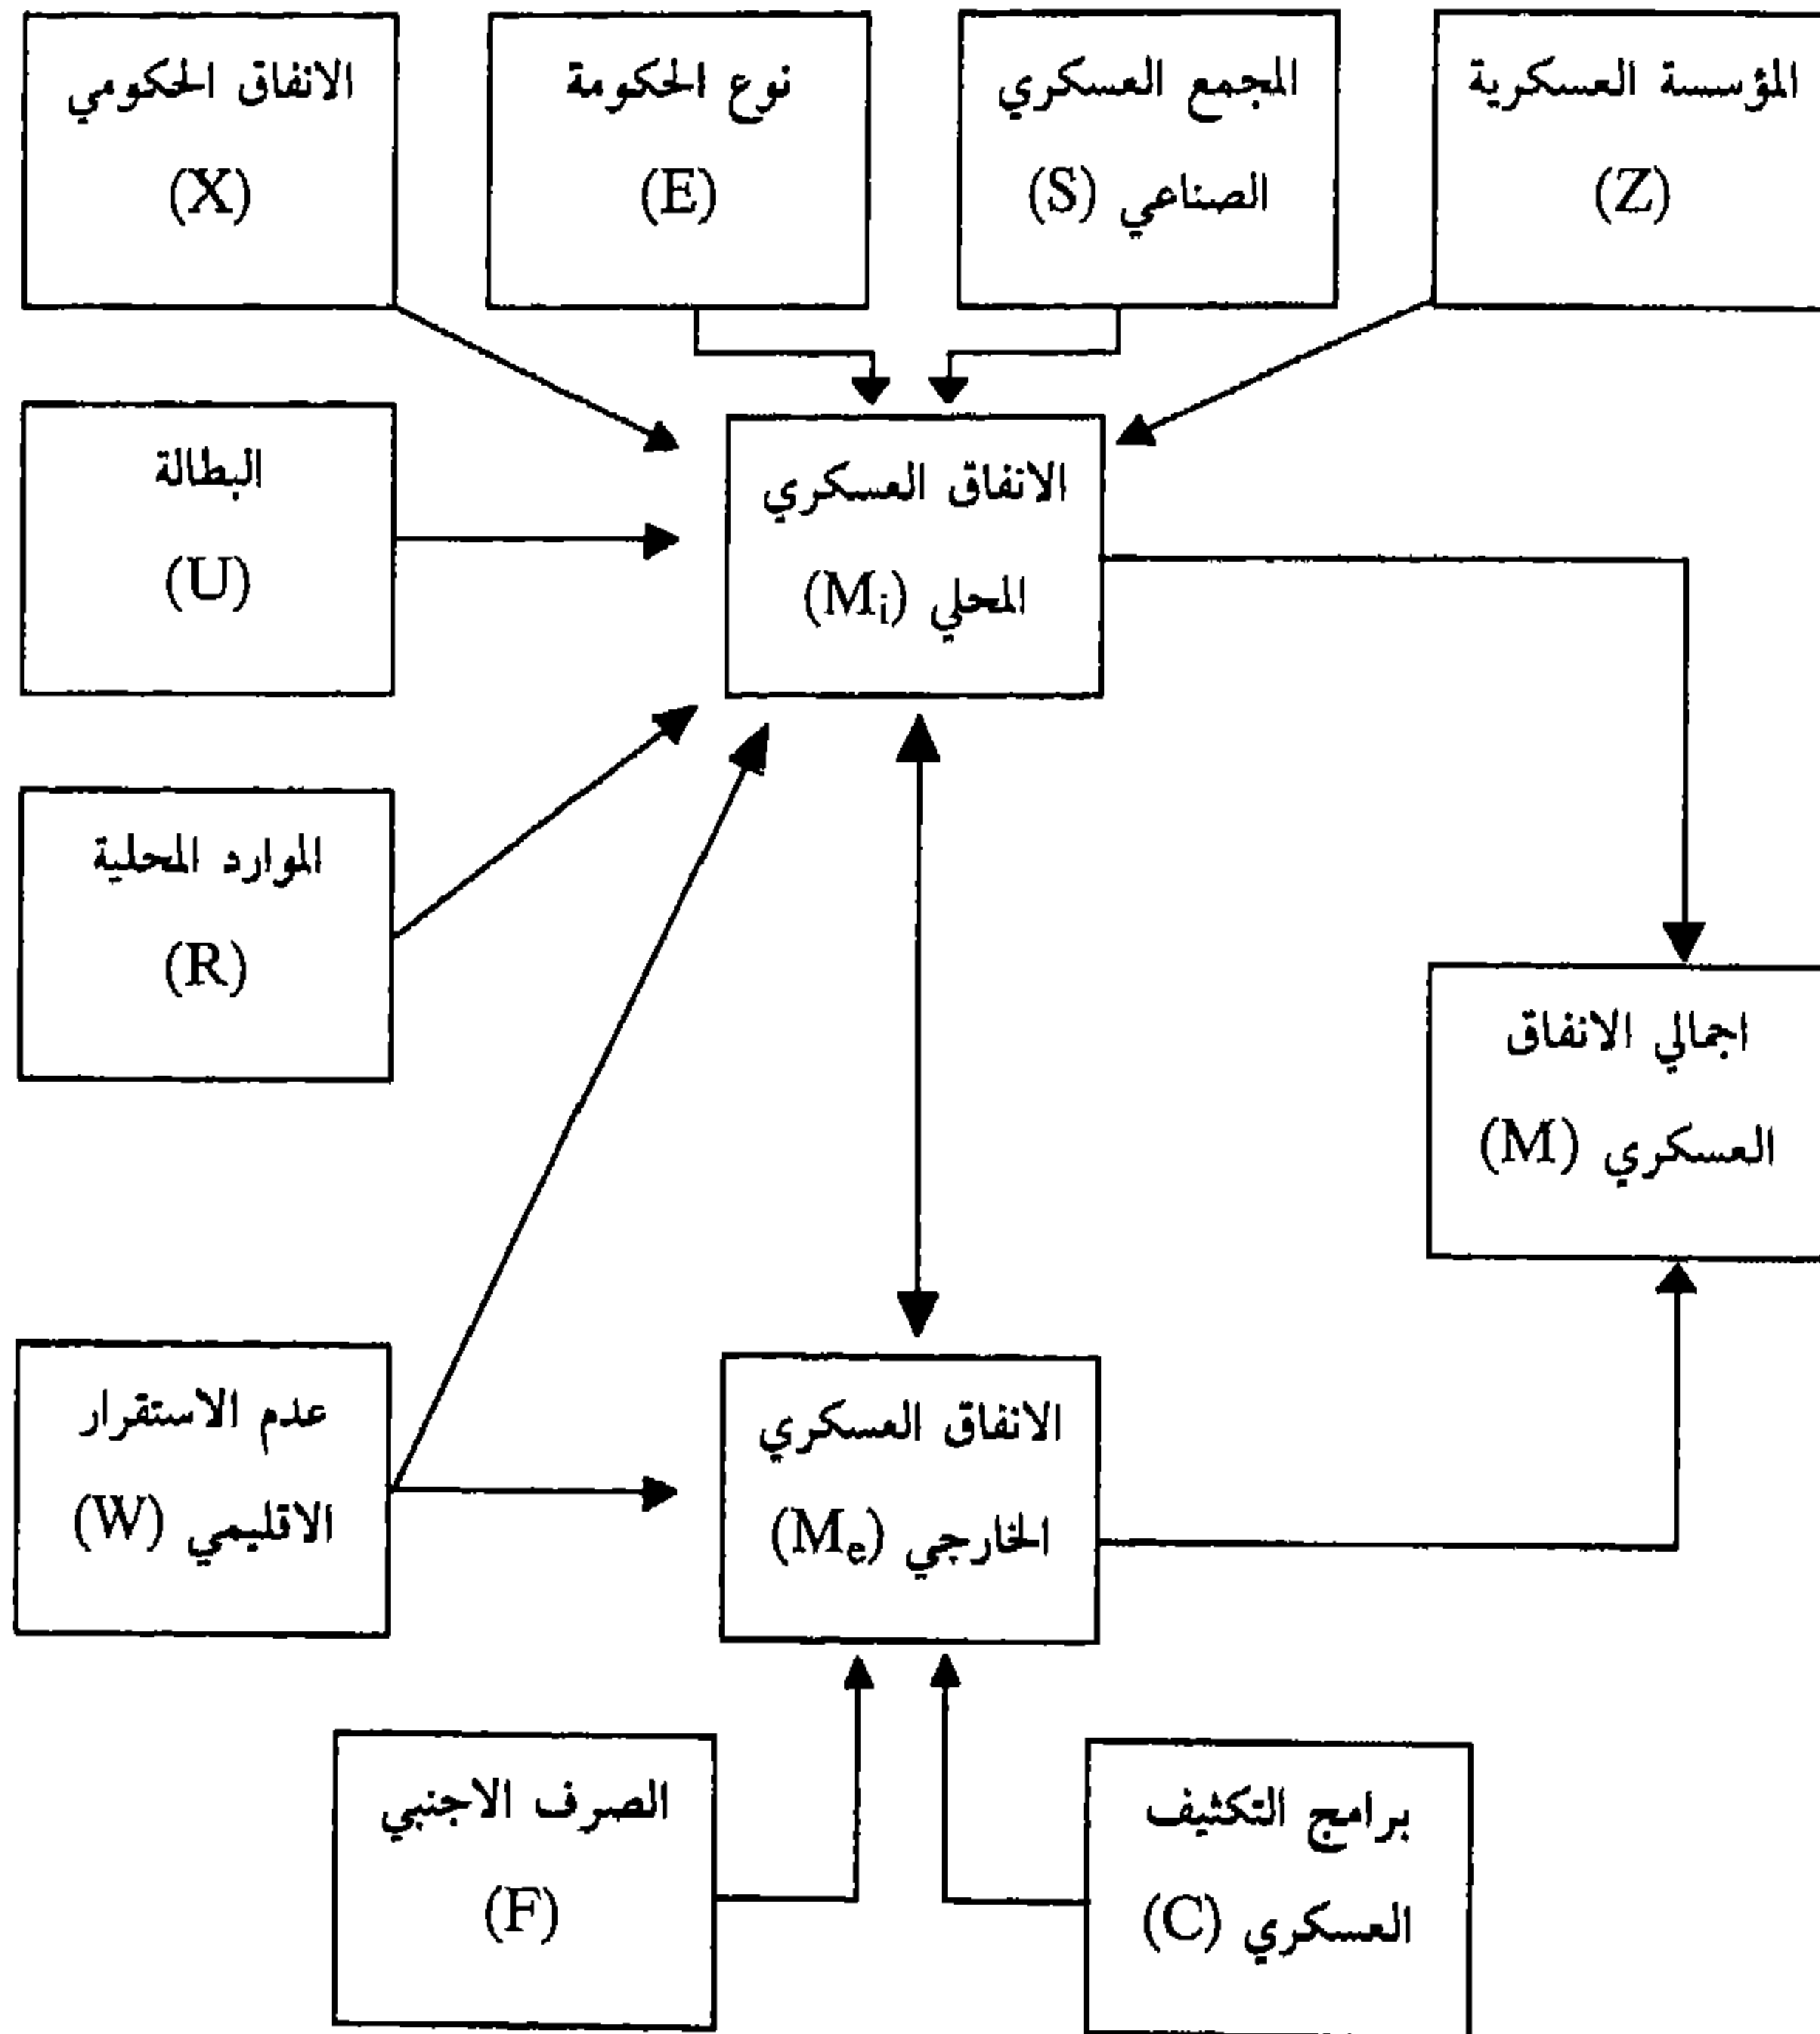 المؤسسة العسكرية
(Z)
المجمع العسكري
الصناعي (S)
نوع الحكومة
(E)
الانفاق الحكومي
(X)
البطالة
(U)
الانفاق العسكري
المحلي (Mi)
الموارد المحلية
(R)
اجمالي الانفاق
العسكري (M)
عدم الاستقرار
الاقليمي (W)
الانفاق العسكري
الخارجي (Me)
برامج التكثيف
العسكري (C)
الصرف الاجنبي
(F)